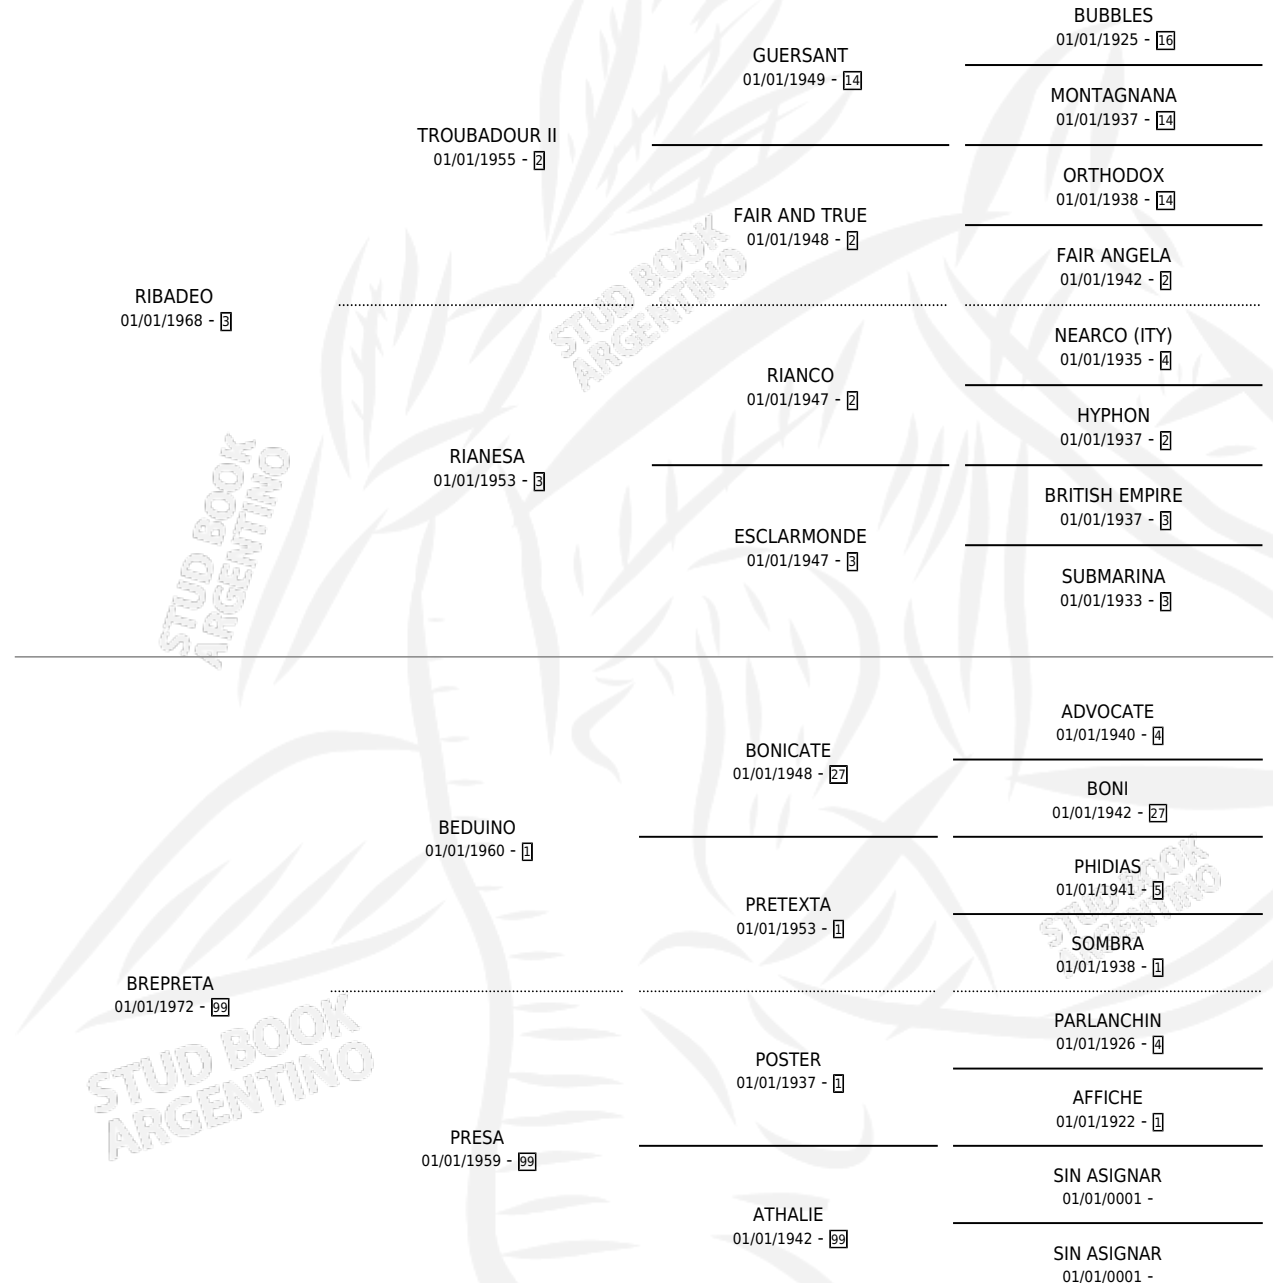 BUBBLES
01/01/1925 - 16
GUERSANT
01/01/1949 - 14
MONTAGNANA
01/01/1937 - 14
TROUBADOUR II
01/01/1955 - 2
ORTHODOX
01/01/1938 - 14
FAIR AND TRUE
01/01/1948 - 2
FAIR ANGELA
01/01/1942 - 2
RIBADEO
01/01/1968 - 3
NEARCO (ITY)
01/01/1935 - 4
RIANCO
01/01/1947 - 2
HYPHON
01/01/1937 - 2
RIANESA
01/01/1953 - 3
BRITISH EMPIRE
01/01/1937 - 3
ESCLARMONDE
01/01/1947 - 3
SUBMARINA
01/01/1933 - 3
ADVOCATE
01/01/1940 - 4
BONICATE
01/01/1948 - 27
BONI
01/01/1942 - 27
BEDUINO
01/01/1960 - 1
PHIDIAS
01/01/1941 - 5
PRETEXTA
01/01/1953 - 1
SOMBRA
01/01/1938 - 1
BREPRETA
01/01/1972 - 99
PARLANCHIN
01/01/1926 - 4
POSTER
01/01/1937 - 1
AFFICHE
01/01/1922 - 1
PRESA
01/01/1959 - 99
SIN ASIGNAR
01/01/0001 -
ATHALIE
01/01/1942 - 99
SIN ASIGNAR
01/01/0001 -
STUD BOOK
ARGENTINO
STUD BOOK
ARGENTINO
STUD BOOK
ARGENTINO
STUD BOOK
ARGENTINO